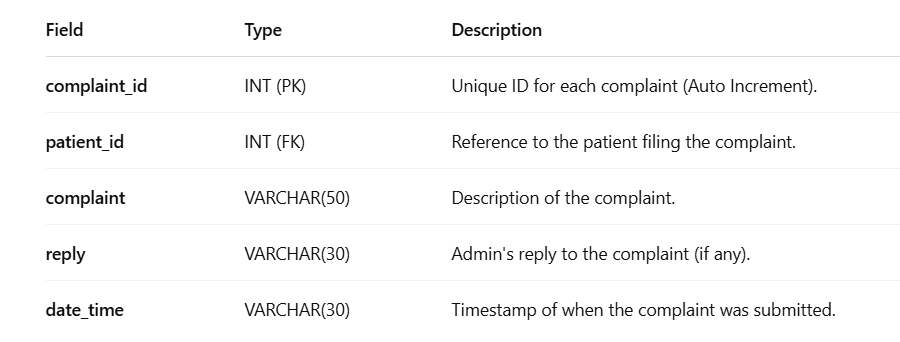 Field Type Description
complaint_id INT (PK) Unique ID for each complaint (Auto Increment).
patient_id INT (FK) Reference to the patient filing the complaint.
complaint VARCHAR(50) Description of the complaint.
reply VARCHAR(30) Admin's reply to the complaint (if any).
date_time VARCHAR(30) Timestamp of when the complaint was submitted.